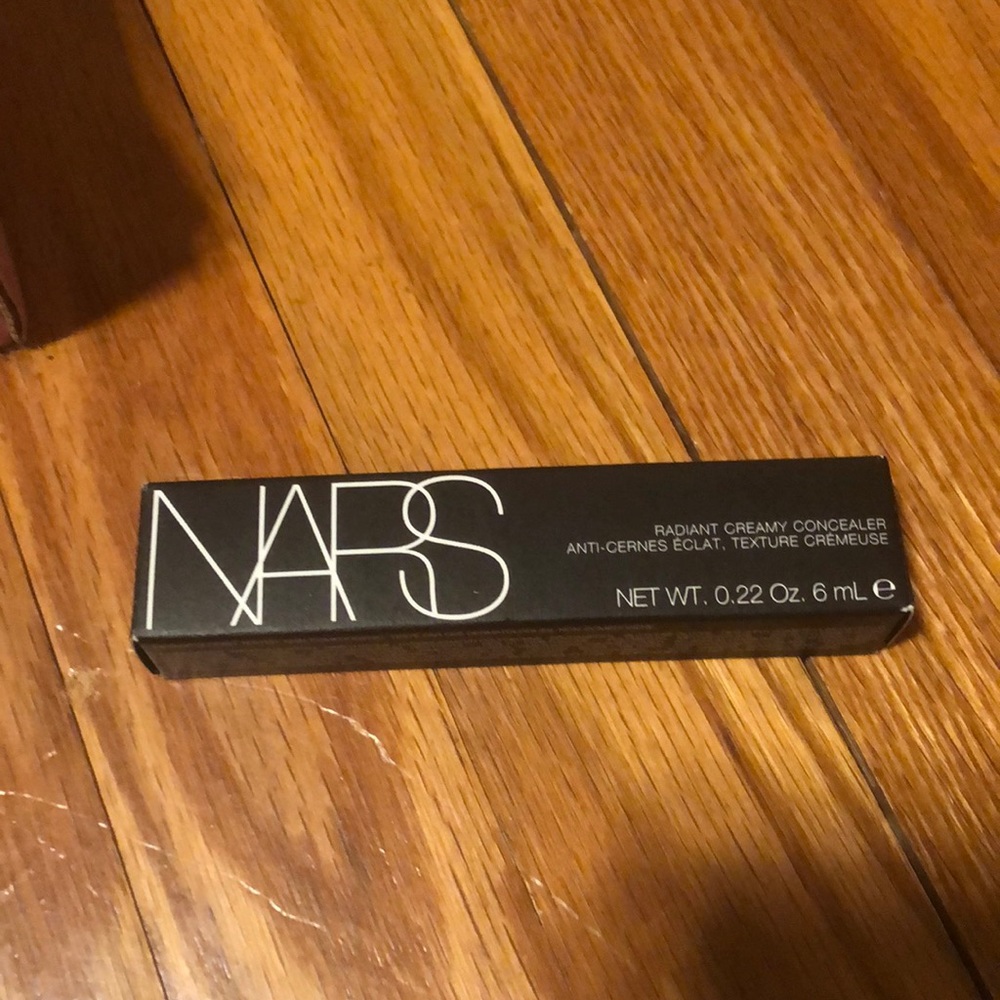 NARS
RADIANT CREAMY CONCEALER
ANTI-CERNES ÉCLAT, TEXTURE CRÉMEUSE
NET WT. 0.22 Oz. 6 mL ℮